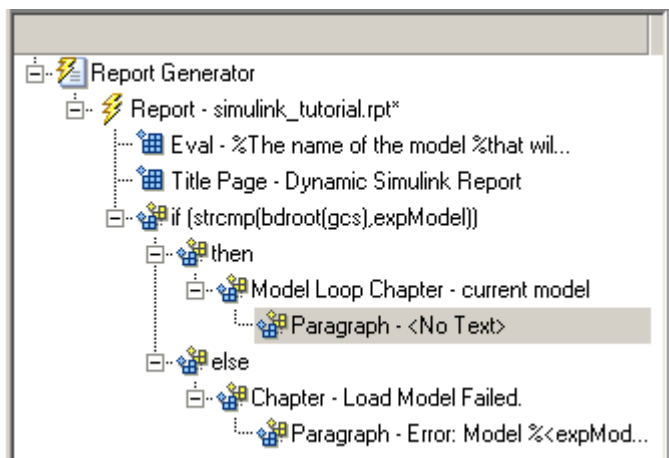 Report Generator
Report - simulink_tutorial.rpt*
Eval - %The name of the model %that wil...
Title Page - Dynamic Simulink Report
if (strcmp(bdroot(gcs),expModel))
then
Model Loop Chapter - current model
Paragraph - <No Text>
else
Chapter - Load Model Failed.
Paragraph - Error: Model %<expMod...